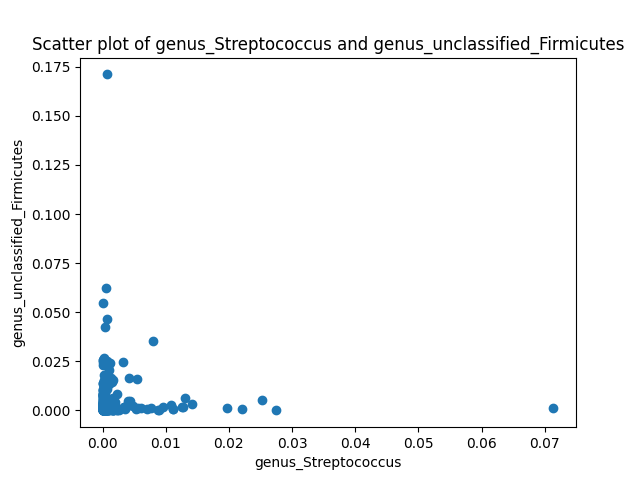 Scatter plot of genus_Streptococcus and genus_unclassified_Firmicutes
0.175
0.150
0.125
0.100
0.075
0.050
0.025
0.000
genus_unclassified_Firmicutes
0.00 0.01 0.02 0.03 0.04 0.05 0.06 0.07
genus_Streptococcus